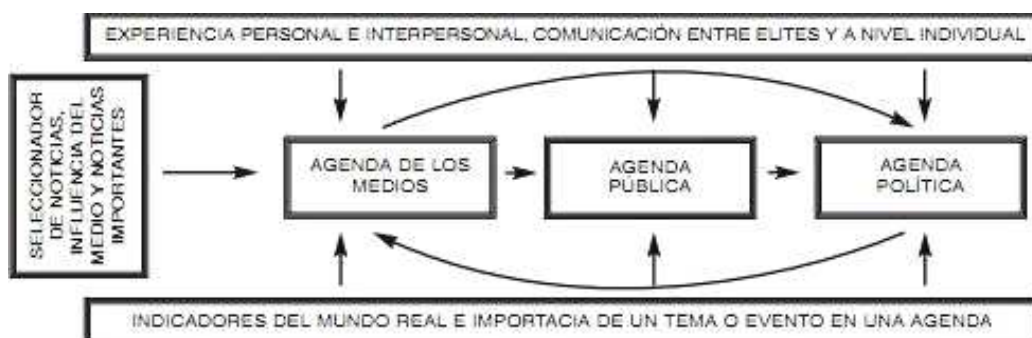 EXPERIENCIA PERSONAL E INTERPERSONAL, COMUNICACIÓN ENTRE ELITES Y A NIVEL INDIVIDUAL
SELECCIONADOR
DE NOTICIAS,
INFLUENCIA DEL
MEDIO Y NOTICIAS
IMPORTANTES
AGENDA DE LOS
MEDIOS
AGENDA
PÚBLICA
AGENDA
POLÍTICA
INDICADORES DEL MUNDO REAL E IMPORTACIA DE UN TEMA O EVENTO EN UNA AGENDA